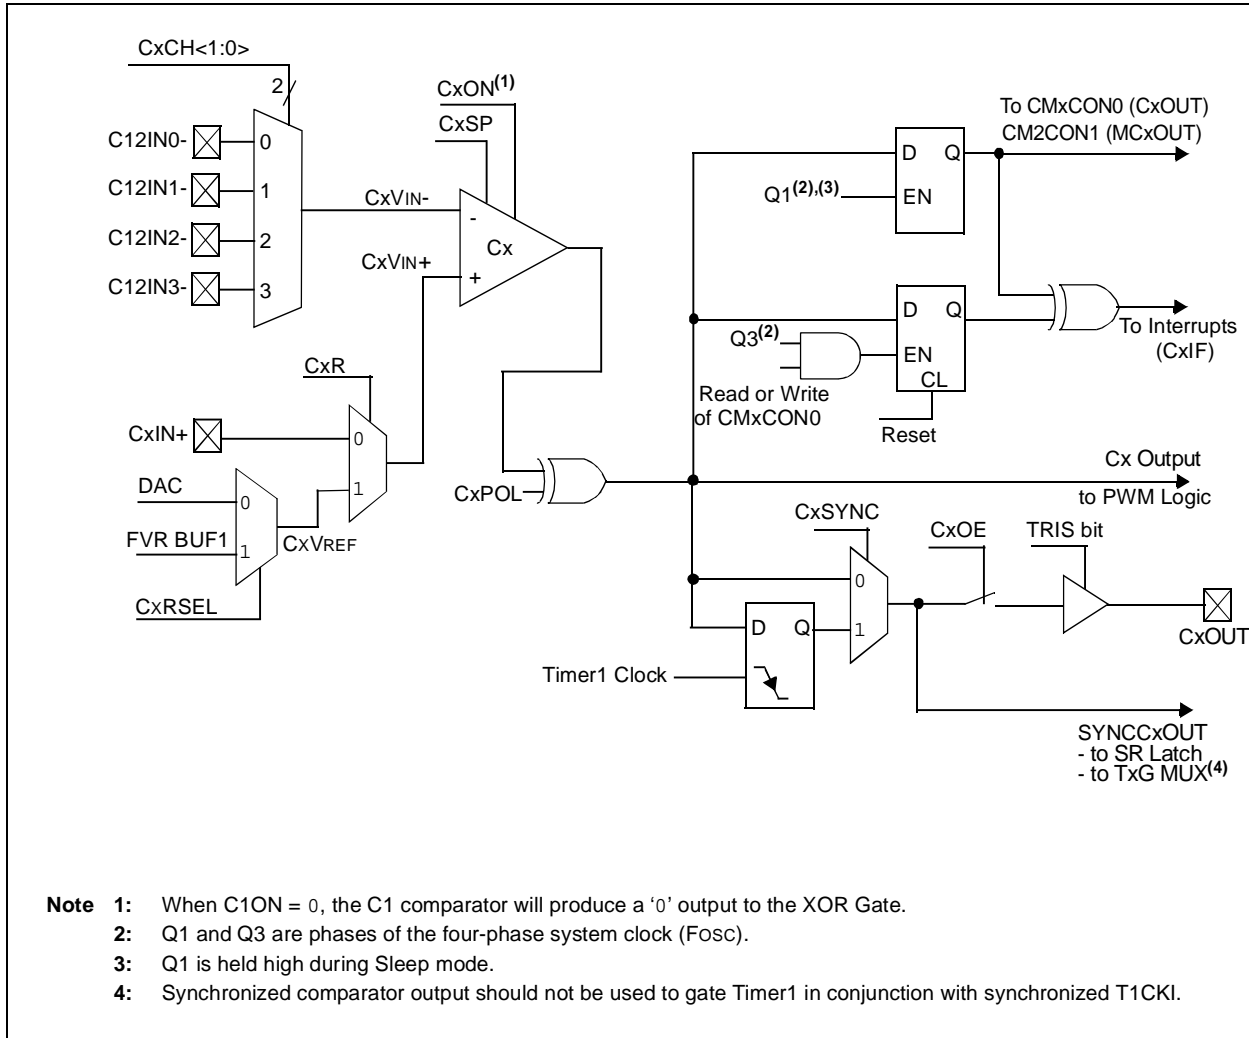 CxCH<1:0>
2
CxON(1)
CxSP
C12IN0-
0
C12IN1-
1
C12IN2-
2
C12IN3-
3
CxVIN-
CxVIN+
-
Cx
+
To CMxCON0 (CxOUT)
CM2CON1 (MCxOUT)
D Q
Q1(2),(3)
EN
D Q
Q3(2)
EN
CL
Read or Write
of CMxCON0
Reset
To Interrupts
(CxIF)
CxR
CxIN+
0
1
DAC
0
FVR BUF1
1
CxVREF
CxRSEL
CxPOL
Cx Output
to PWM Logic
CxSYNC
CxOE
TRIS bit
0
D Q
1
Timer1 Clock
CxOUT
SYNCCxOUT
- to SR Latch
- to TxG MUX(4)
Note 1: When C1ON = 0, the C1 comparator will produce a ‘0’ output to the XOR Gate.
2: Q1 and Q3 are phases of the four-phase system clock (FOSC).
3: Q1 is held high during Sleep mode.
4: Synchronized comparator output should not be used to gate Timer1 in conjunction with synchronized T1CKI.